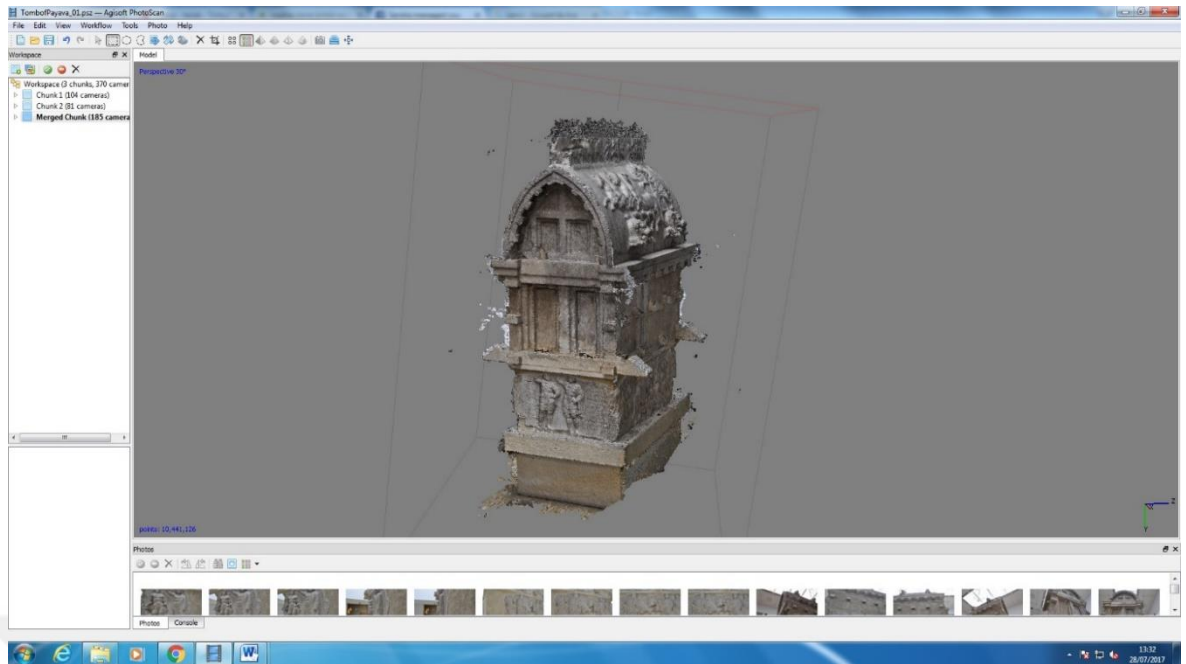 TombofPayava_01.psz — Agisoft PhotoScan
File Edit View Workflow Tools Photo Help
Workspace
Model
Workspace (3 chunks, 370 camer
Chunk 1 (104 cameras)
Chunk 2 (81 cameras)
Merged Chunk (185 camera
Perspective 30°
points: 10,441,126
Photos
Photos Console
13:32
28/07/2017